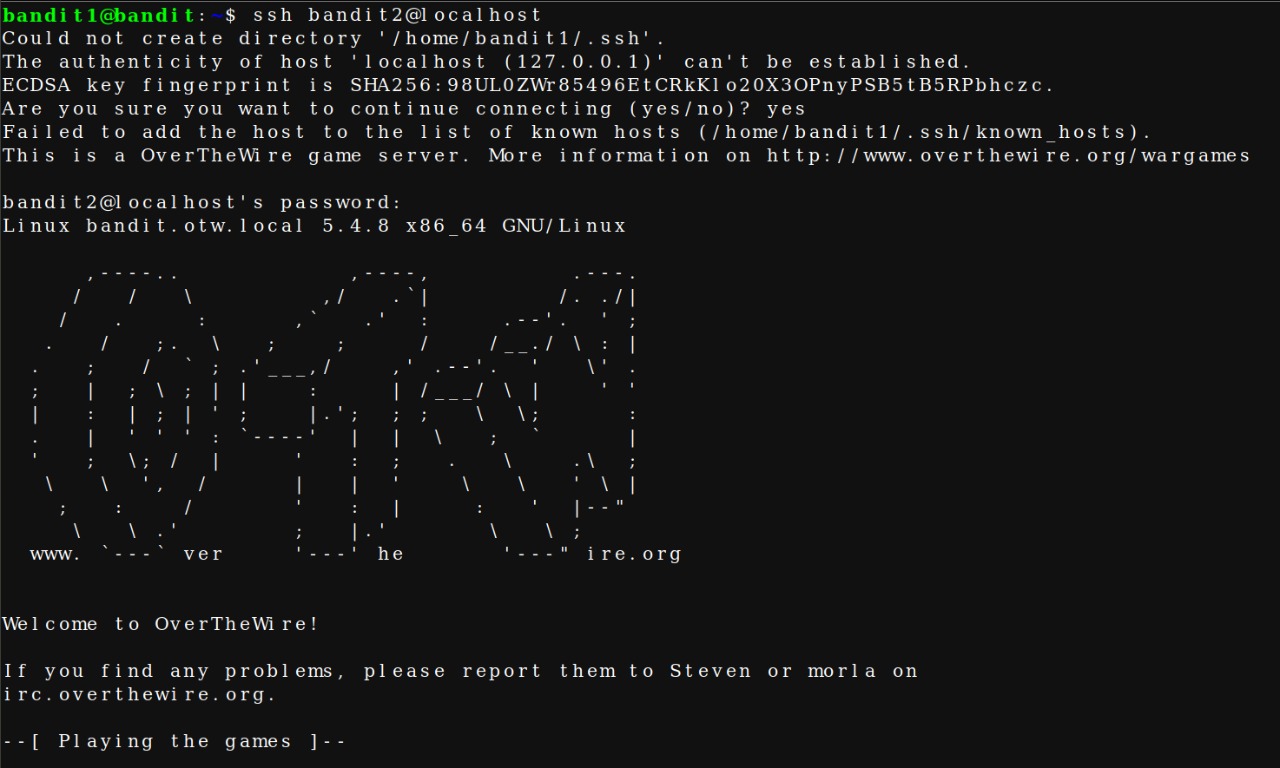 bandit1@bandit:~$ ssh bandit2@localhost
Could not create directory '/home/bandit1/.ssh'.
The authenticity of host 'localhost (127.0.0.1)' can't be established.
ECDSA key fingerprint is SHA256:98UL0ZWr85496EtCRkKlo20X3OPnyPSB5tB5RPbhczc.
Are you sure you want to continue connecting (yes/no)? yes
Failed to add the host to the list of known hosts (/home/bandit1/.ssh/known_hosts).
This is a OverTheWire game server. More information on http://www.overthewire.org/wargames
bandit2@localhost's password:
Linux bandit.otw.local 5.4.8 x86_64 GNU/Linux
      ,----..            ,----,          .---.
     /   /   \         ,/   .`|         /. ./|
    /   .     :      ,`   .'  :     .--'.  ' ;
   .   /   ;.  \   ;    ;     /    /__./ \ : |
  .   ;   /  ` ; .'___,/    ,' .--'.  '   \' .
  ;   |  ; \ ; | |    :     | /___/ \ |    ' '
  |   :  | ; | ' ;    |.';  ; ;   \  \;      :
  .   |  ' ' ' : `----'  |  |  \   ;  `      |
  '   ;  \; /  |     '   :  ;   .   \    .\  ;
   \   \  ',  /      |   |  '    \   \   ' \ |
    ;   :    /       '   :  |     :   '  |--"
     \   \ .'        ;   |.'       \   \ ;
  www. `---` ver     '---' he       '---" ire.org
Welcome to OverTheWire!
If you find any problems, please report them to Steven or morla on
irc.overthewire.org.
--[ Playing the games ]--